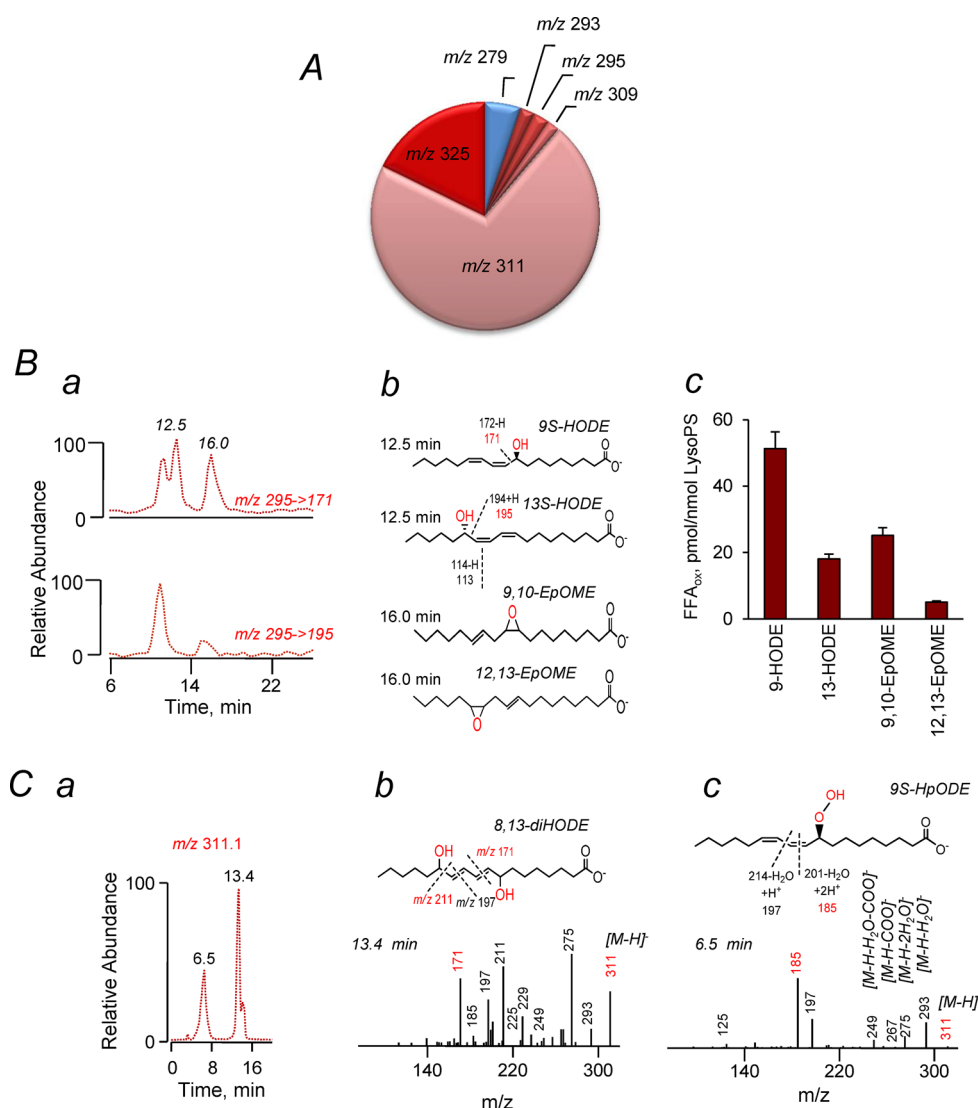 A
m/z 279
m/z 293
m/z 295
m/z 309
m/z 325
m/z 311
B
a
Relative Abundance
100
0
12.5
16.0
m/z 295->171
100
0
m/z 295->195
6
14
22
Time, min
b
12.5 min
172-H
171
OH
9S-HODE
O
O-
12.5 min
OH
194+H
195
13S-HODE
114-H
113
O
O-
16.0 min
9,10-EpOME
O
O
O-
16.0 min
12,13-EpOME
O
O
O-
c
FFAox, pmol/nmol LysoPS
60
40
20
0
9-HODE
13-HODE
9,10-EpOME
12,13-EpOME
C
a
m/z 311.1
Relative Abundance
100
0
6.5
13.4
0
8
16
Time, min
b
8,13-diHODE
OH
m/z 171
O
O-
m/z 211
m/z 197
OH
13.4 min
[M-H]-
171
185
197
211
225
229
249
275
293
311
140
220
300
m/z
c
9S-HpODE
OH
O
O
O-
214-H2O
+H+
197
201-H2O
+2H+
185
[M-H-H2O-COO]-
[M-H-COO]-
[M-H-2H2O]-
[M-H-H2O]-
6.5 min
[M-H]
125
185
197
249
267
275
293
311
140
220
300
m/z